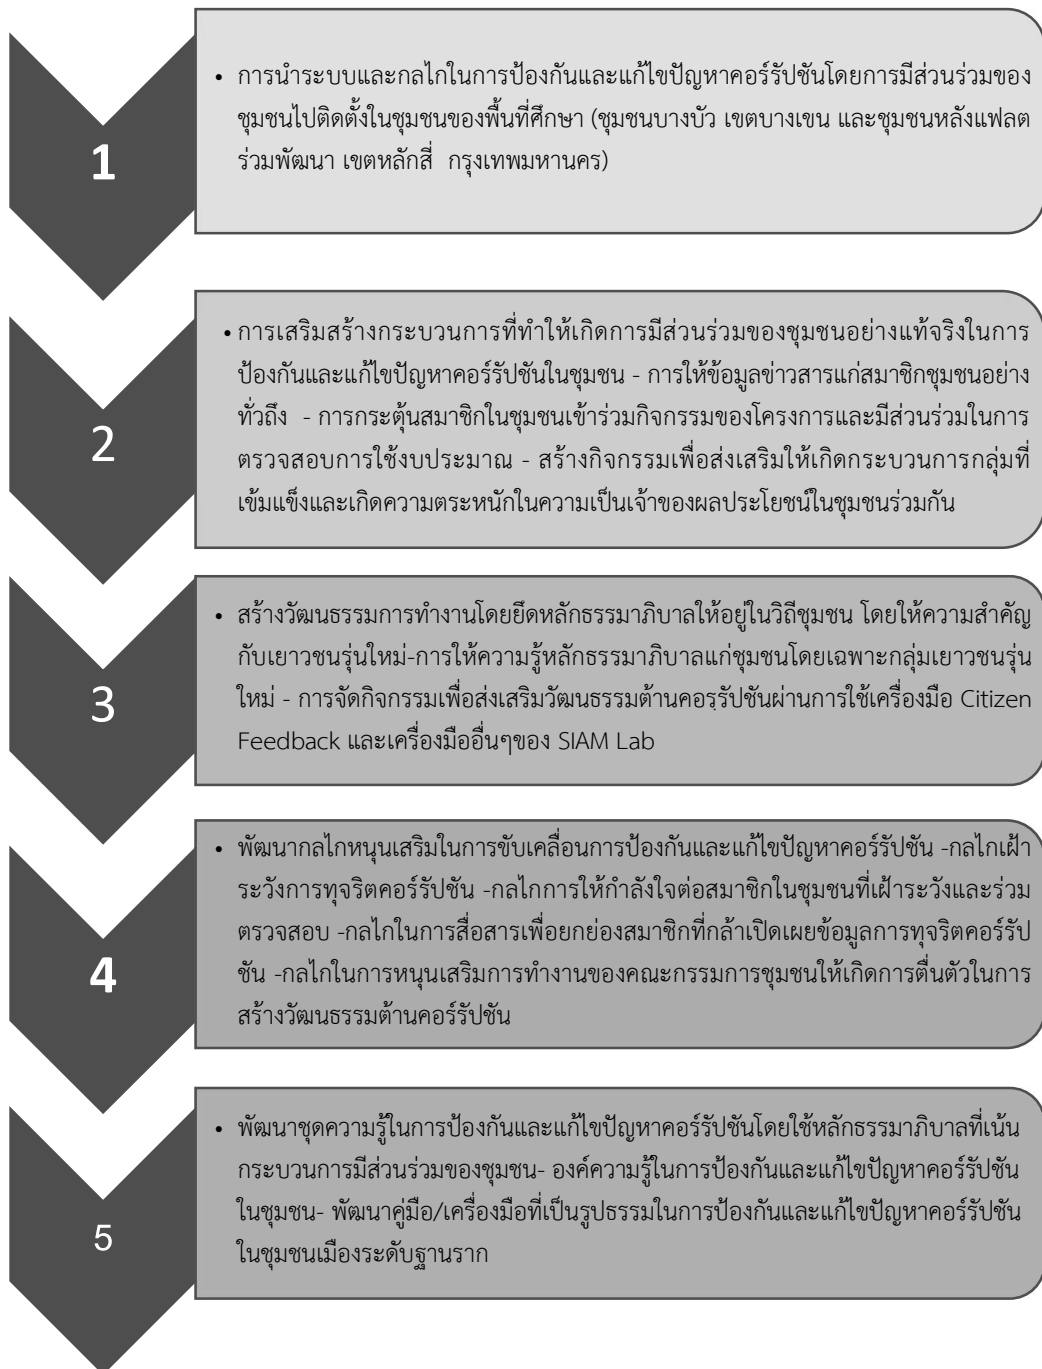 1
• การนำระบบและกลไกในการป้องกันและแก้ไขปัญหาคอร์รัปชันโดยการมีส่วนร่วมของ
ชุมชนไปติดตั้งในชุมชนของพื้นที่ศึกษา (ชุมชนบางบัว เขตบางเขน และชุมชนหลังแฟลต
ร่วมพัฒนา เขตหลักสี่ กรุงเทพมหานคร)
2
• การเสริมสร้างกระบวนการที่ทำให้เกิดการมีส่วนร่วมของชุมชนอย่างแท้จริงในการ
ป้องกันและแก้ไขปัญหาคอร์รัปชันในชุมชน - การให้ข้อมูลข่าวสารแก่สมาชิกชุมชนอย่าง
ทั่วถึง - การกระตุ้นสมาชิกในชุมชนเข้าร่วมกิจกรรมของโครงการและมีส่วนร่วมในการ
ตรวจสอบการใช้งบประมาณ - สร้างกิจกรรมเพื่อส่งเสริมให้เกิดกระบวนการกลุ่มที่
เข้มแข็งและเกิดความตระหนักในความเป็นเจ้าของผลประโยชน์ในชุมชนร่วมกัน
3
• สร้างวัฒนธรรมการทำงานโดยยึดหลักธรรมาภิบาลให้อยู่ในวิถีชุมชน โดยให้ความสำคัญ
กับเยาวชนรุ่นใหม่-การให้ความรู้หลักธรรมาภิบาลแก่ชุมชนโดยเฉพาะกลุ่มเยาวชนรุ่น
ใหม่ - การจัดกิจกรรมเพื่อส่งเสริมวัฒนธรรมต้านคอรฺรัปชันผ่านการใช้เครื่องมือ Citizen
Feedback และเครื่องมืออื่นๆของ SIAM Lab
4
• พัฒนากลไกหนุนเสริมในการขับเคลื่อนการป้องกันและแก้ไขปัญหาคอร์รัปชัน -กลไกเฝ้า
ระวังการทุจริตคอร์รัปชัน -กลไกการให้กำลังใจต่อสมาชิกในชุมชนที่เฝ้าระวังและร่วม
ตรวจสอบ -กลไกในการสื่อสารเพื่อยกย่องสมาชิกที่กล้าเปิดเผยข้อมูลการทุจริตคอร์รัป
ชัน -กลไกในการหนุนเสริมการทำงานของคณะกรรมการชุมชนให้เกิดการตื่นตัวในการ
สร้างวัฒนธรรมต้านคอร์รัปชัน
5
• พัฒนาชุดความรู้ในการป้องกันและแก้ไขปัญหาคอร์รัปชันโดยใช้หลักธรรมาภิบาลที่เน้น
กระบวนการมีส่วนร่วมของชุมชน- องค์ความรู้ในการป้องกันและแก้ไขปัญหาคอร์รัปชัน
ในชุมชน- พัฒนาคู่มือ/เครื่องมือที่เป็นรูปธรรมในการป้องกันและแก้ไขปัญหาคอร์รัปชัน
ในชุมชนเมืองระดับฐานราก